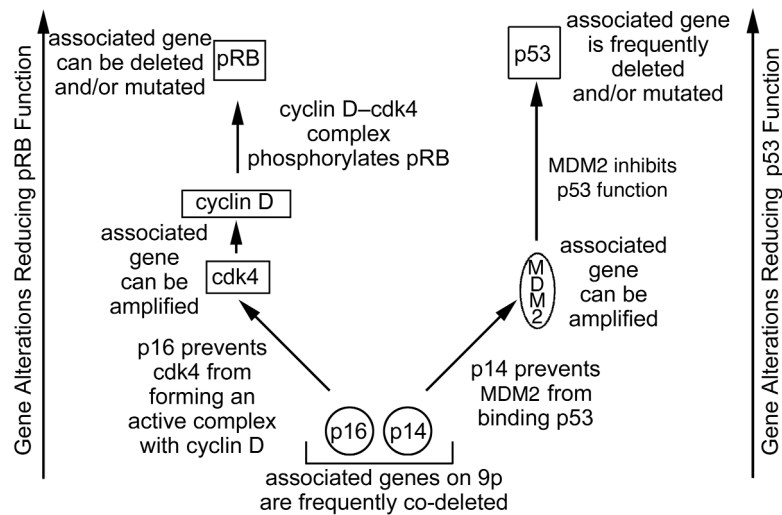 Gene Alterations Reducing pRB Function
associated gene
can be deleted
and/or mutated
pRB
cyclin D–cdk4
complex
phosphorylates pRB
cyclin D
associated
gene
can be
amplified
cdk4
p16 prevents
cdk4 from
forming an
active complex
with cyclin D
p16
p14
associated genes on 9p
are frequently co-deleted
p53
associated gene
is frequently
deleted
and/or mutated
MDM2 inhibits
p53 function
M
D
M
2
associated
gene
can be
amplified
p14 prevents
MDM2 from
binding p53
Gene Alterations Reducing p53 Function